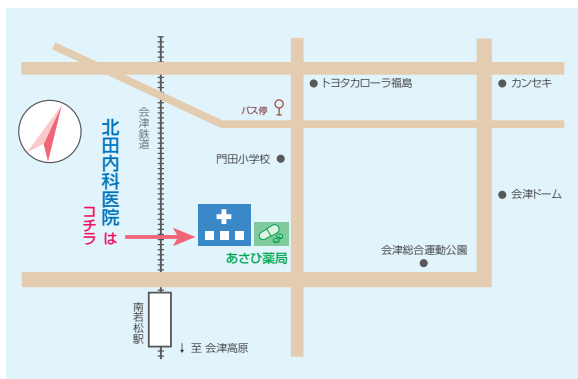 トヨタカローラ福島
カンセキ
バス停
会津鉄道
北田内科医院
は
コチラ
門田小学校
会津ドーム
あさひ薬局
会津総合運動公園
南若松駅
↓ 至 会津高原